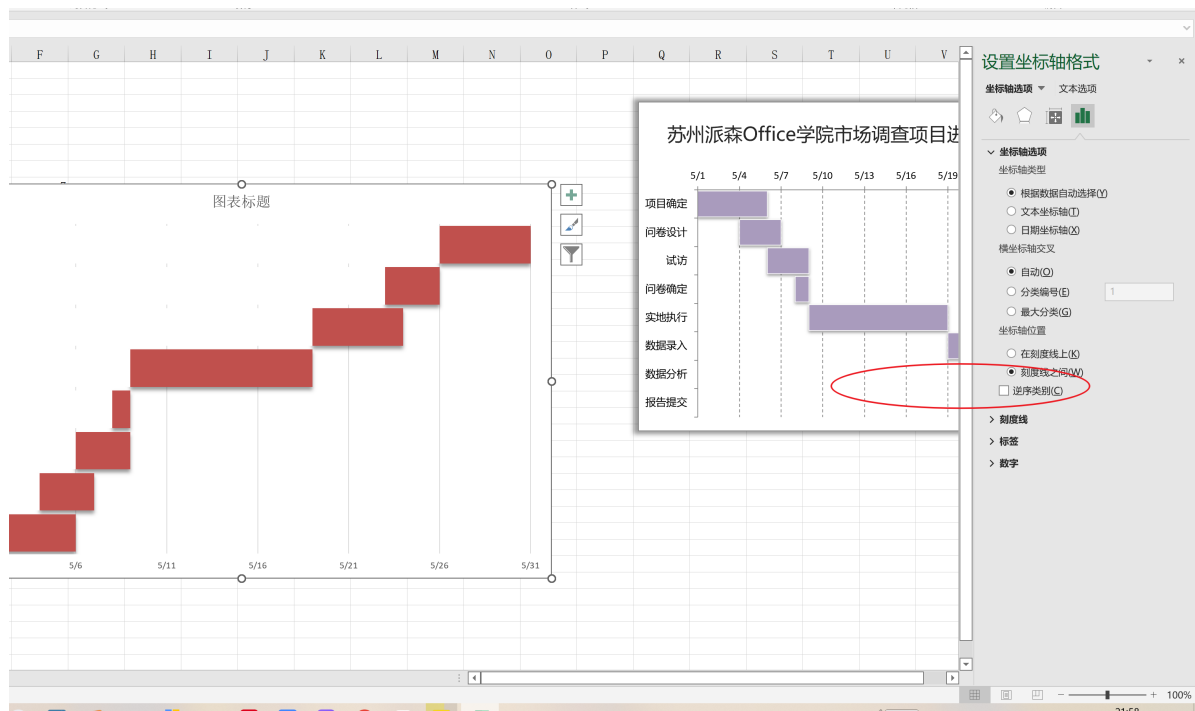 F G H I J K L M N O P Q R S T U V
设置坐标轴格式
坐标轴选项 文本选项
坐标轴选项
坐标轴类型
根据数据自动选择(Y)
文本坐标轴(T)
日期坐标轴(X)
横坐标轴交叉
自动(O)
分类编号(E) 1
最大分类(G)
坐标轴位置
在刻度线上(K)
刻度线之间(W)
逆序类别(C)
刻度线
标签
数字
苏州派森Office学院市场调查项目进
5/1 5/4 5/7 5/10 5/13 5/16 5/19
项目确定
问卷设计
试访
问卷确定
实地执行
数据录入
数据分析
报告提交
图表标题
5/6 5/11 5/16 5/21 5/26 5/31
100%